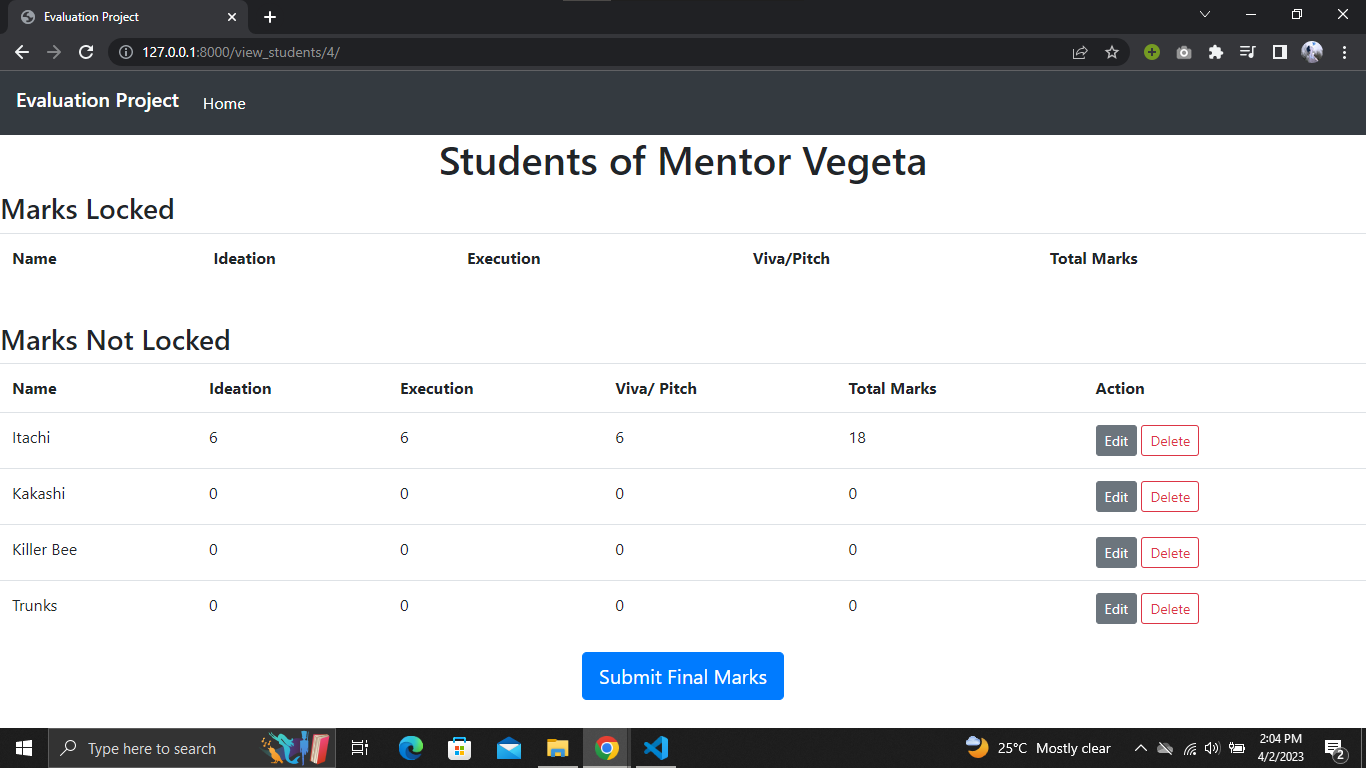 Evaluation Project
127.0.0.1:8000/view_students/4/
Evaluation Project Home
Students of Mentor Vegeta
Marks Locked
Name Ideation Execution Viva/Pitch Total Marks
Marks Not Locked
Name Ideation Execution Viva/ Pitch Total Marks Action
Itachi 6 6 6 18 Edit Delete
Kakashi 0 0 0 0 Edit Delete
Killer Bee 0 0 0 0 Edit Delete
Trunks 0 0 0 0 Edit Delete
Submit Final Marks
Type here to search
25°C Mostly clear
2:04 PM
4/2/2023
2